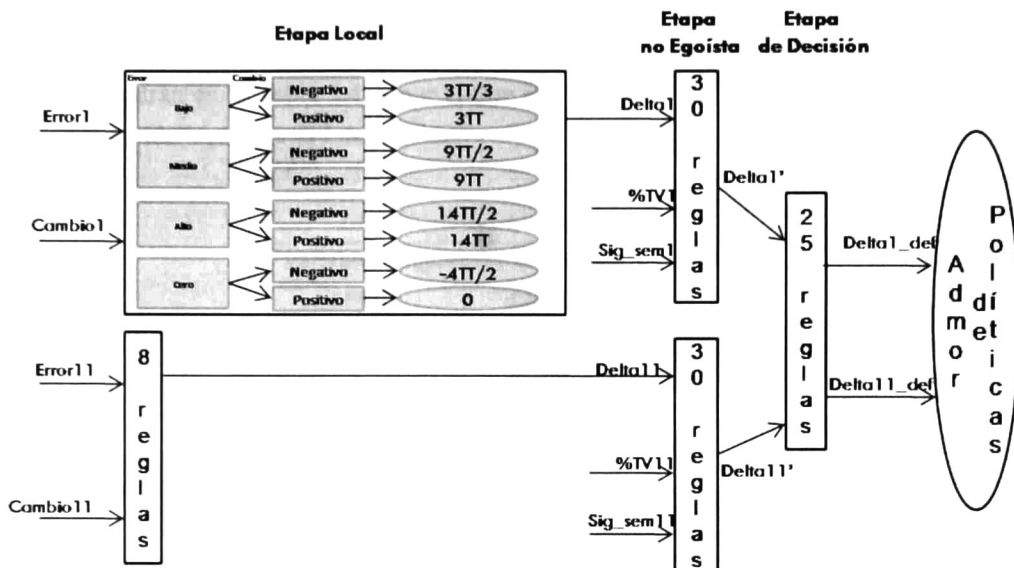 Etapa Local
Etapa
no Egoísta
Etapa
de Decisión
Error
Cambio
Error1
Cambio1
Bajo
Negativo
3TT/3
Positivo
3TT
Medio
Negativo
9TT/2
Positivo
9TT
Alto
Negativo
14TT/2
Positivo
14TT
Cero
Negativo
-4TT/2
Positivo
0
Delta1
%TV1
Sig_sem1
30 reglas
Delta1'
25 reglas
Delta1_def
Delta11_def
Admor
de
Políticas
Error11
Cambio11
8 reglas
Delta11
%TV11
Sig_sem11
30 reglas
Delta11'